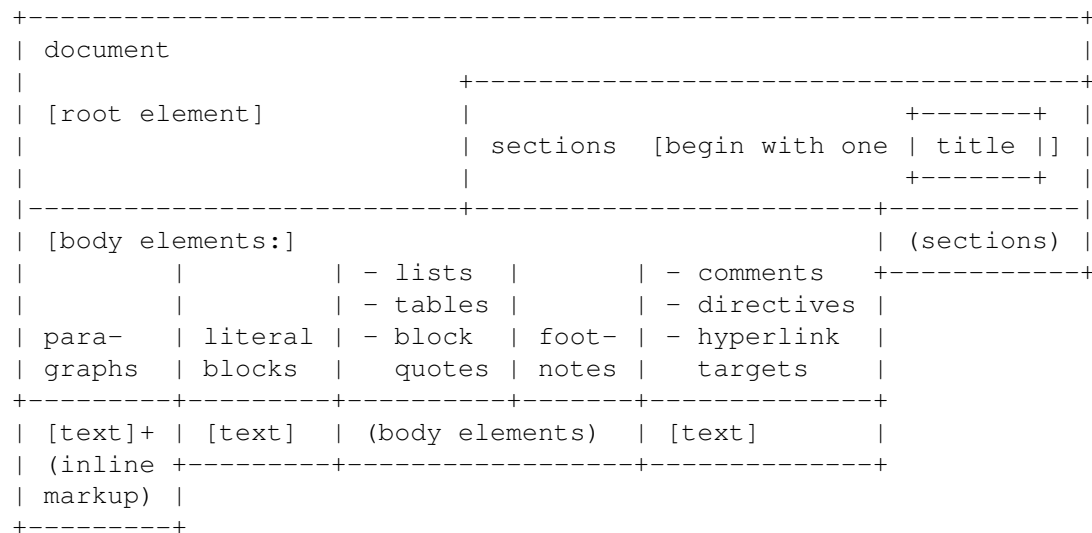 +--------------------------------------------------------------------+
| document                                                           |
|                            +---------------------------------------+
| [root element]             |                            +-------+  |
|                            | sections  [begin with one | title |] |
|                            |                            +-------+  |
|----------------------------+-------------------------+------------|
| [body elements:]                                      | (sections) |
|         |         | - lists  |       | - comments   +------------+
|         |         | - tables |       | - directives |
| para-   | literal | - block  | foot- | - hyperlink  |
| graphs  | blocks  |   quotes | notes |   targets    |
+---------+---------+----------+-------+--------------+
| [text]+ | [text]  | (body elements)  | [text]       |
| (inline +---------+------------------+--------------+
| markup) |
+---------+